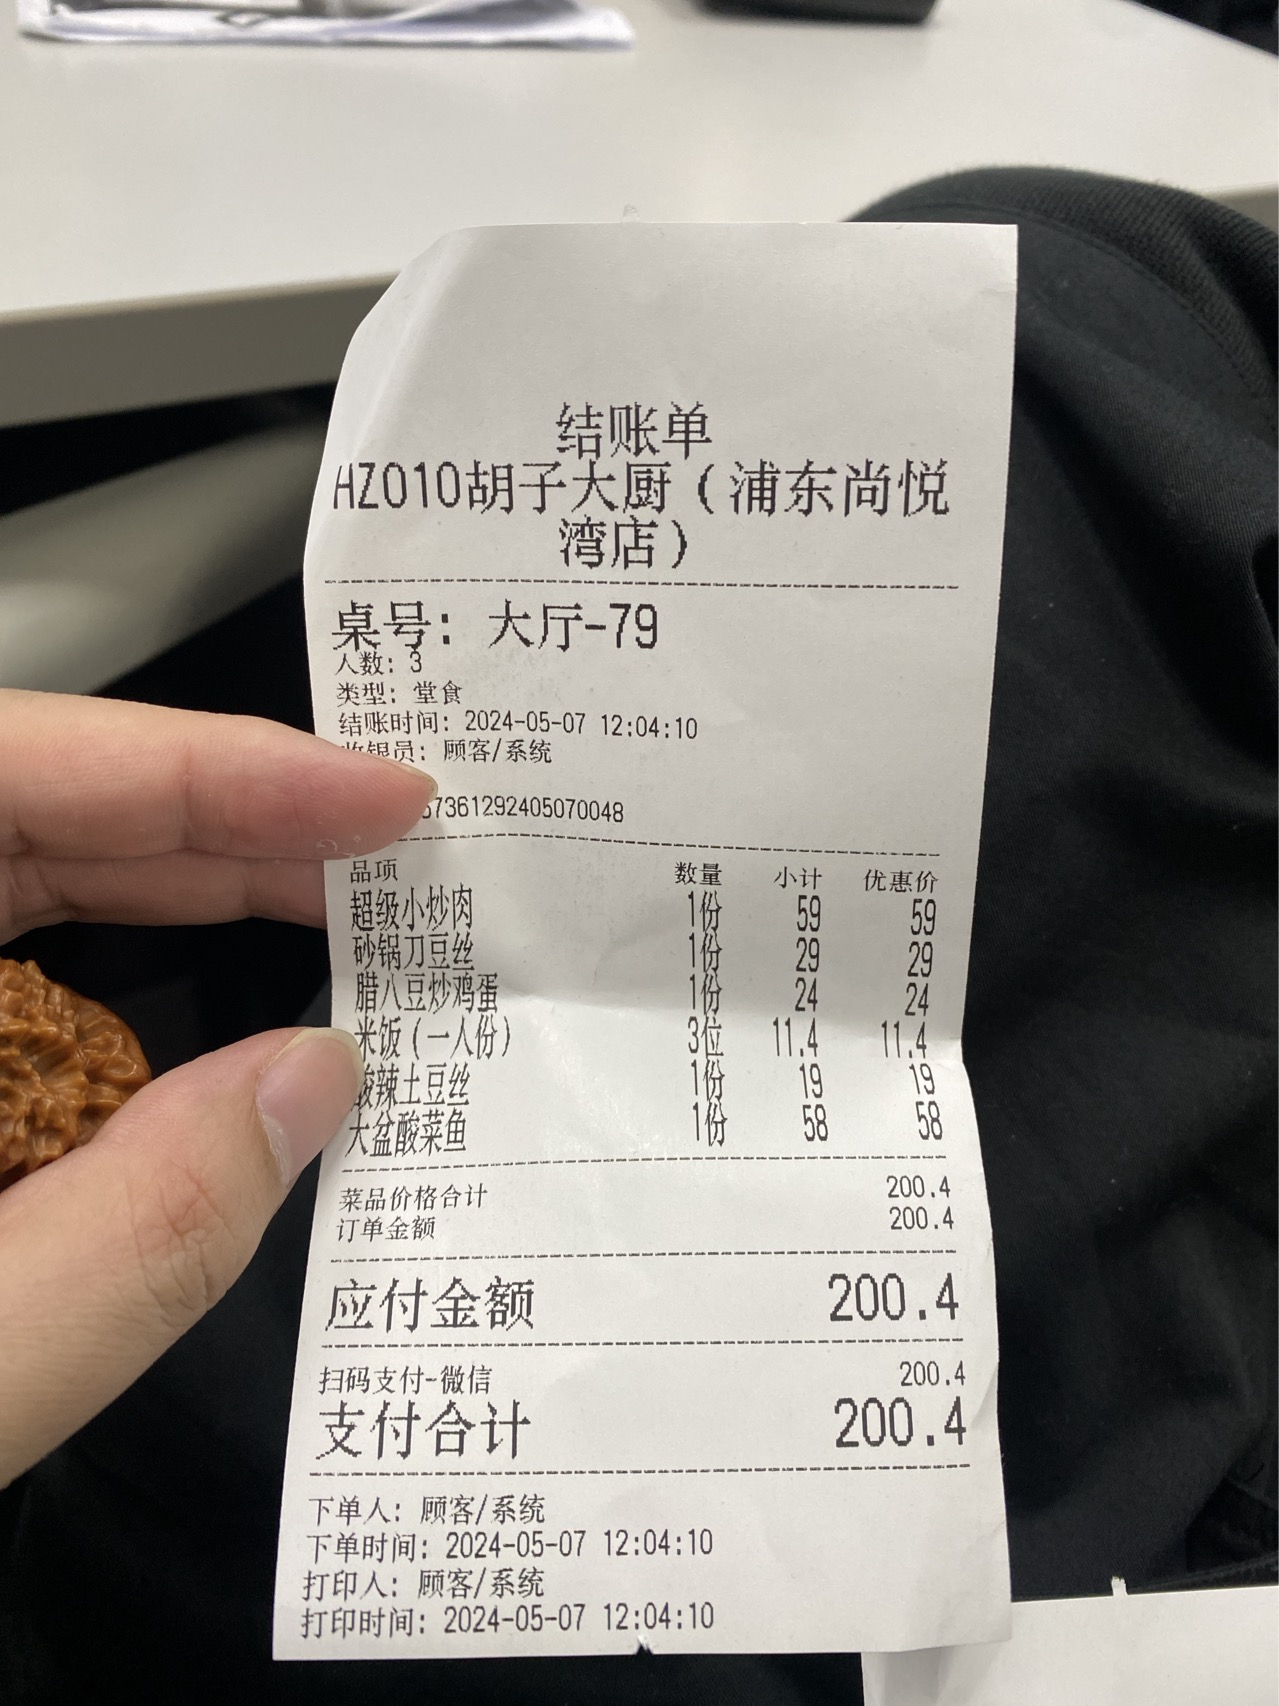 结账单
HZ010胡子大厨(浦东尚悦
湾店)
桌号: 大厅-79
人数: 3
类型: 堂食
结账时间: 2024-05-07 12:04:10
收银员: 顾客/系统
7361292405070048
品项 数量 小计 优惠价
超级小炒肉 1份 59 59
砂锅刀豆丝 1份 29 29
腊八豆炒鸡蛋 1份 24 24
米饭(一人份) 3位 11.4 11.4
酸辣土豆丝 1份 19 19
大盆酸菜鱼 1份 58 58
菜品价格合计 200.4
订单金额 200.4
应付金额 200.4
扫码支付-微信 200.4
支付合计 200.4
下单人: 顾客/系统
下单时间: 2024-05-07 12:04:10
打印人: 顾客/系统
打印时间: 2024-05-07 12:04:10